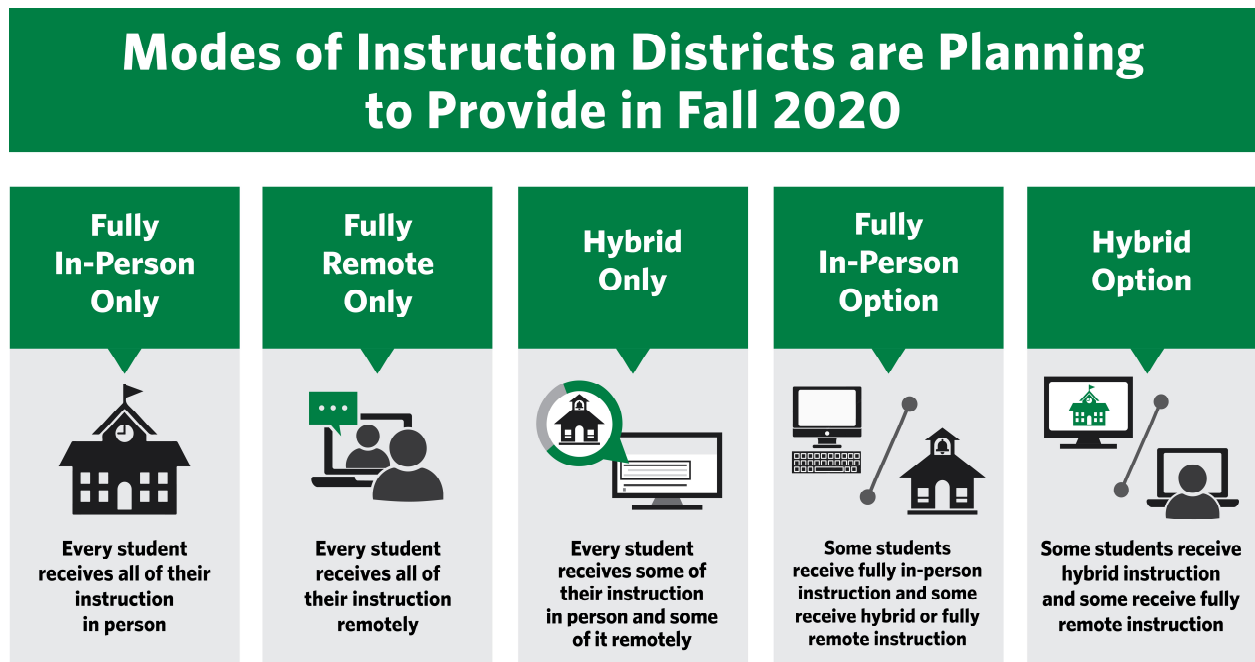 Modes of Instruction Districts are Planning
to Provide in Fall 2020
Fully
In-Person
Only
Every student
receives all of their
instruction
in person
Fully
Remote
Only
Every student
receives all of
their instruction
remotely
Hybrid
Only
Every student
receives some of
their instruction
in person and some
of it remotely
Fully
In-Person
Option
Some students
receive fully in-person
instruction and some
receive hybrid or fully
remote instruction
Hybrid
Option
Some students receive
hybrid instruction
and some receive fully
remote instruction